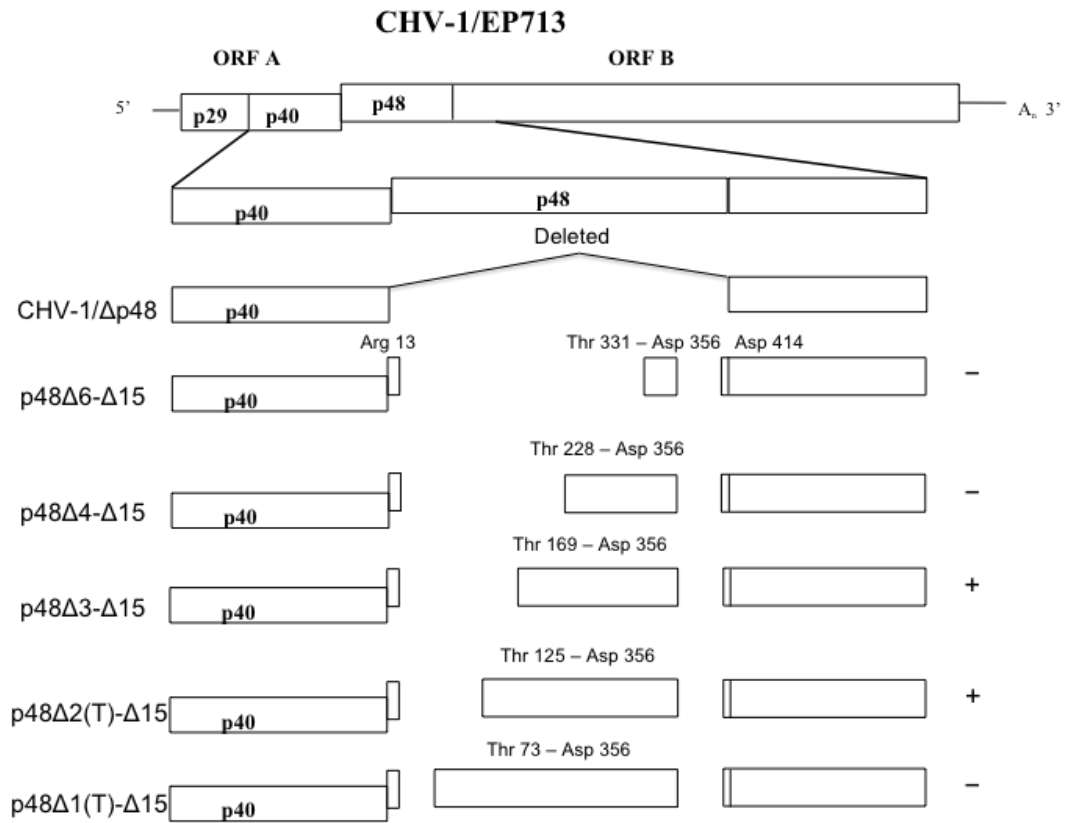 CHV-1/EP713
ORF A ORF B
5’ p29 p40 p48 Aₙ 3’
p40 p48
Deleted
CHV-1/Δp48 p40
Arg 13 Thr 331 – Asp 356 Asp 414
p48Δ6-Δ15 p40 –
Thr 228 – Asp 356
p48Δ4-Δ15 p40 –
Thr 169 – Asp 356
p48Δ3-Δ15 p40 +
Thr 125 – Asp 356
p48Δ2(T)-Δ15 p40 +
Thr 73 – Asp 356
p48Δ1(T)-Δ15 p40 –